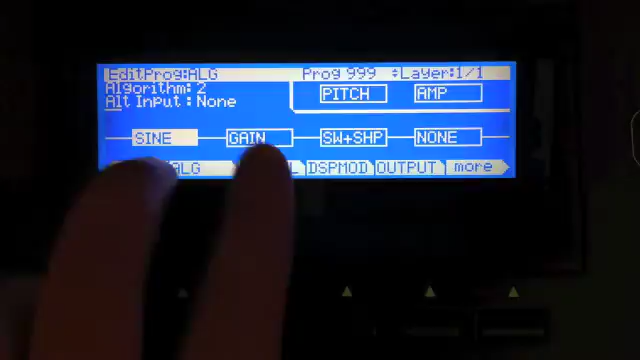 EditProg:ALG Prog 999 ÷Layer:1/1
Algorithm: 2
Alt Input : None
PITCH AMP
SINE GAIN SW+SHP NONE
ALG DSPMOD OUTPUT more